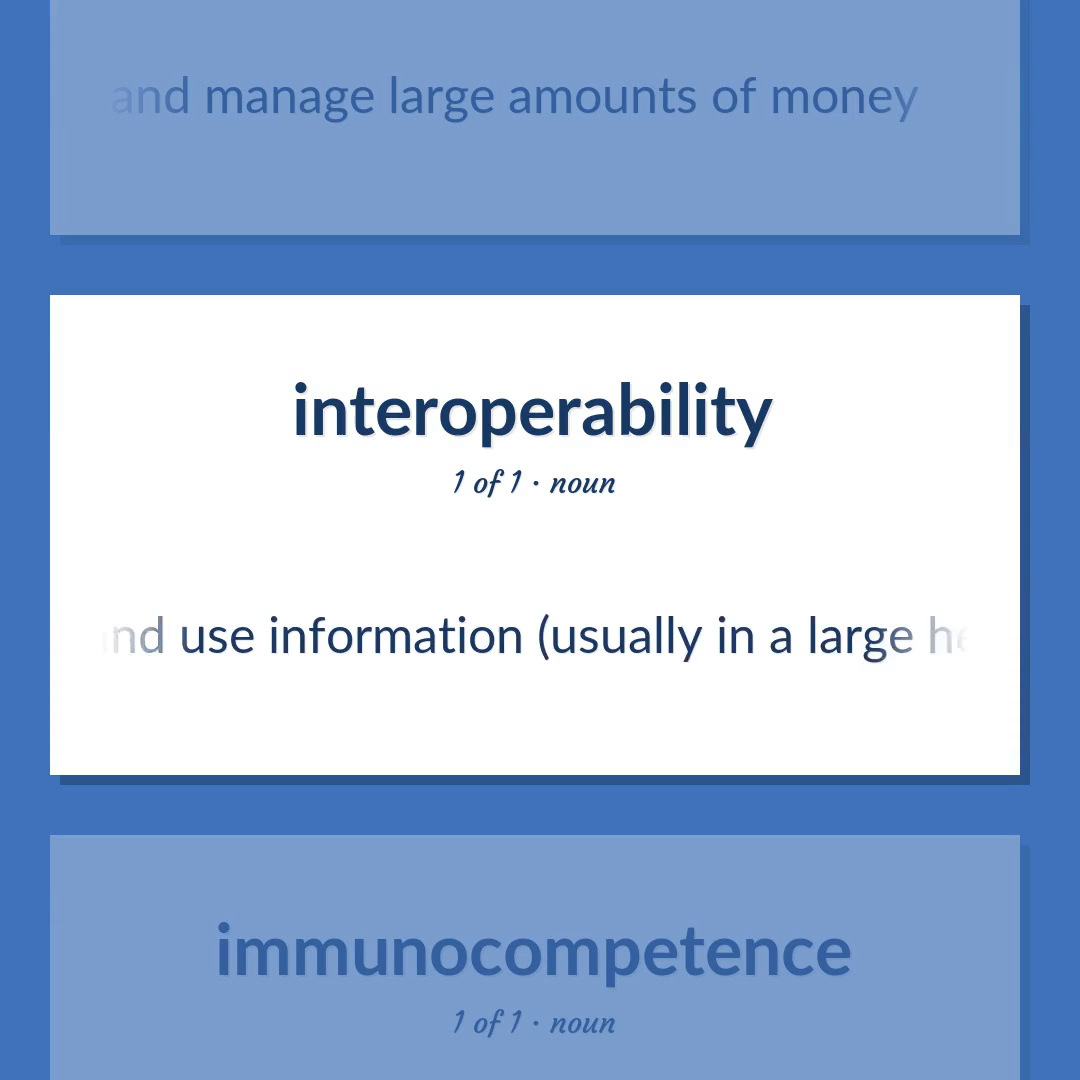 and manage large amounts of money
interoperability
1 of 1 · noun
and use information (usually in a large
immunocompetence
1 of 1 · noun